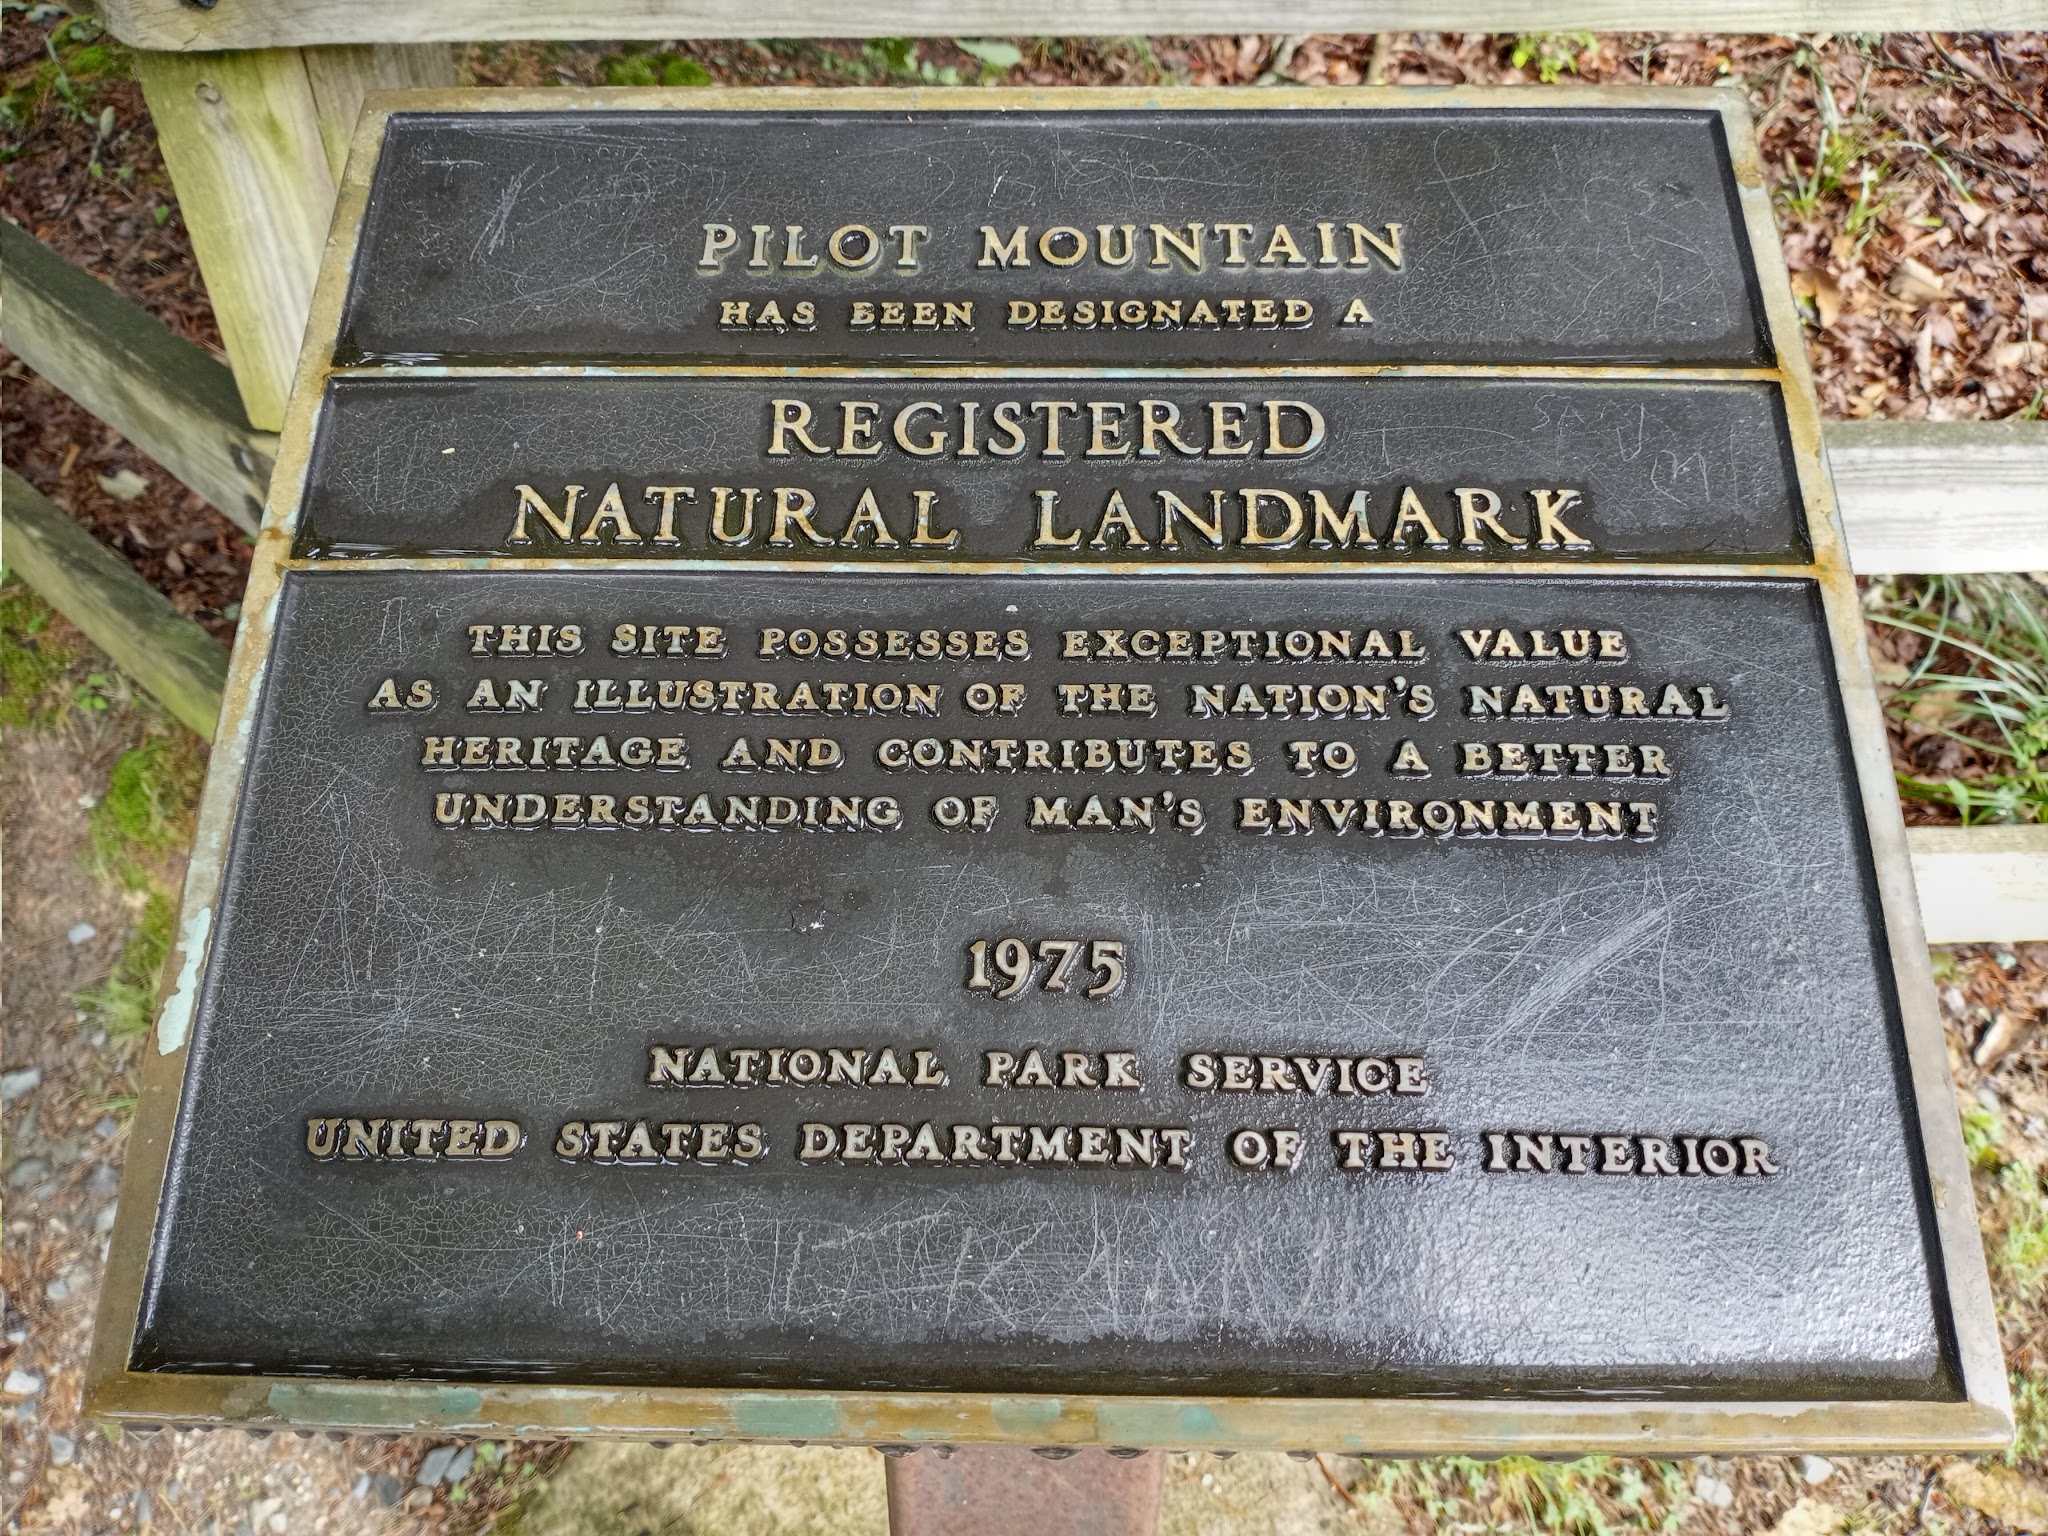 PILOT MOUNTAIN
HAS BEEN DESIGNATED A
REGISTERED
NATURAL LANDMARK
THIS SITE POSSESSES EXCEPTIONAL VALUE
AS AN ILLUSTRATION OF THE NATION'S NATURAL
HERITAGE AND CONTRIBUTES TO A BETTER
UNDERSTANDING OF MAN'S ENVIRONMENT
1975
NATIONAL PARK SERVICE
UNITED STATES DEPARTMENT OF THE INTERIOR